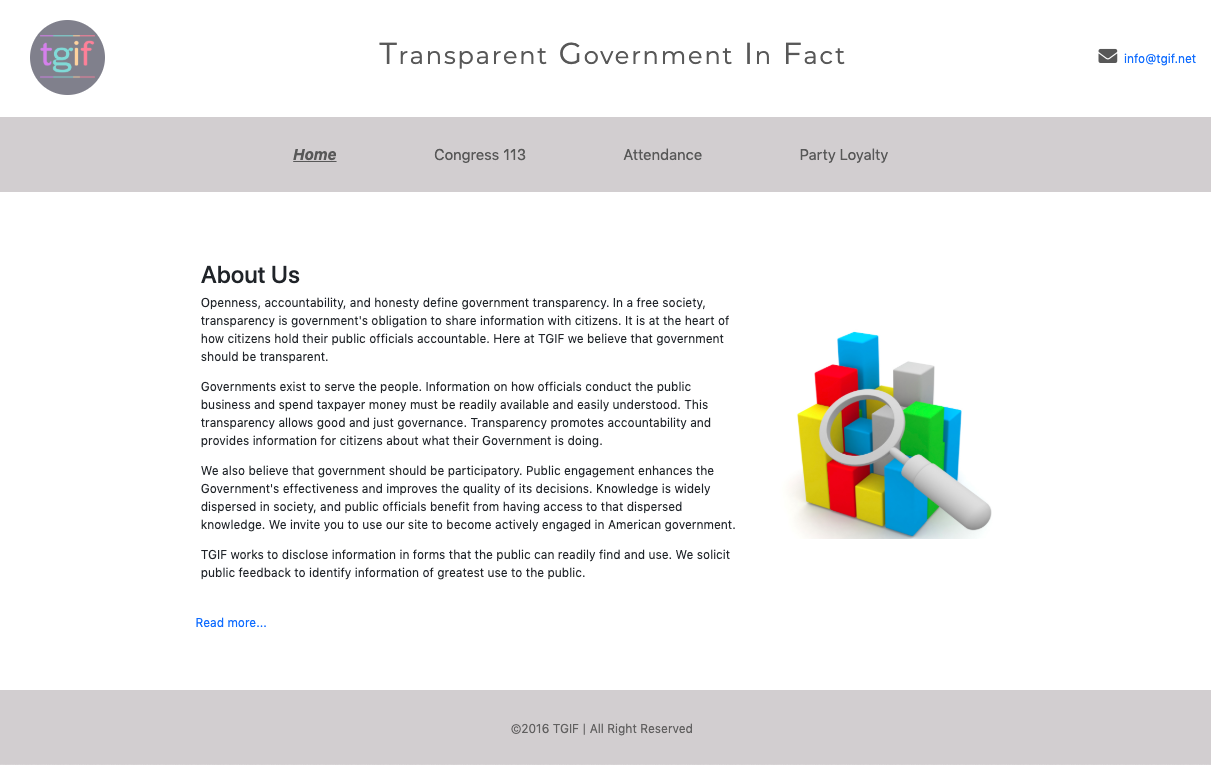 tgif
Transparent Government In Fact
info@tgif.net
Home
Congress 113
Attendance
Party Loyalty
About Us
Openness, accountability, and honesty define government transparency. In a free society,
transparency is government's obligation to share information with citizens. It is at the heart of
how citizens hold their public officials accountable. Here at TGIF we believe that government
should be transparent.
Governments exist to serve the people. Information on how officials conduct the public
business and spend taxpayer money must be readily available and easily understood. This
transparency allows good and just governance. Transparency promotes accountability and
provides information for citizens about what their Government is doing.
We also believe that government should be participatory. Public engagement enhances the
Government's effectiveness and improves the quality of its decisions. Knowledge is widely
dispersed in society, and public officials benefit from having access to that dispersed
knowledge. We invite you to use our site to become actively engaged in American government.
TGIF works to disclose information in forms that the public can readily find and use. We solicit
public feedback to identify information of greatest use to the public.
Read more...
©2016 TGIF | All Right Reserved